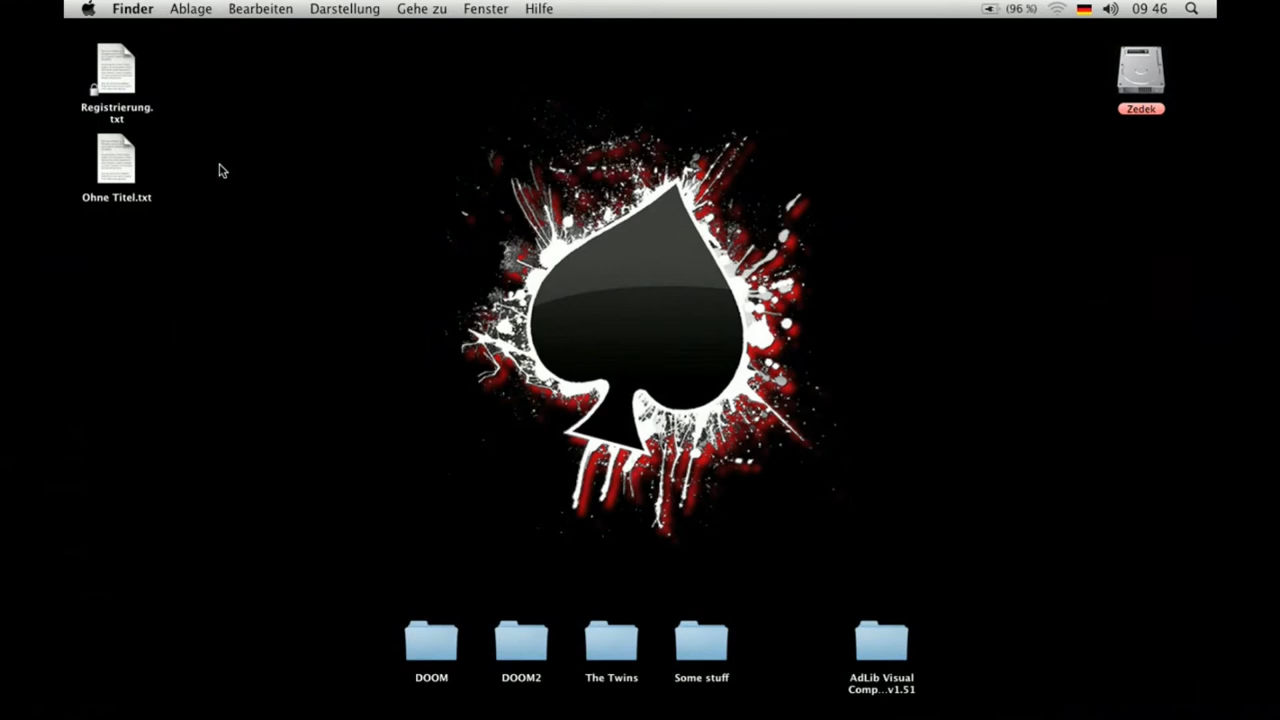 Finder Ablage Bearbeiten Darstellung Gehe zu Fenster Hilfe (96 %) 09 46
Registrierung.
txt
Zedek
Ohne Titel.txt
DOOM
DOOM2
The Twins
Some stuff
AdLib Visual
Comp...v1.51